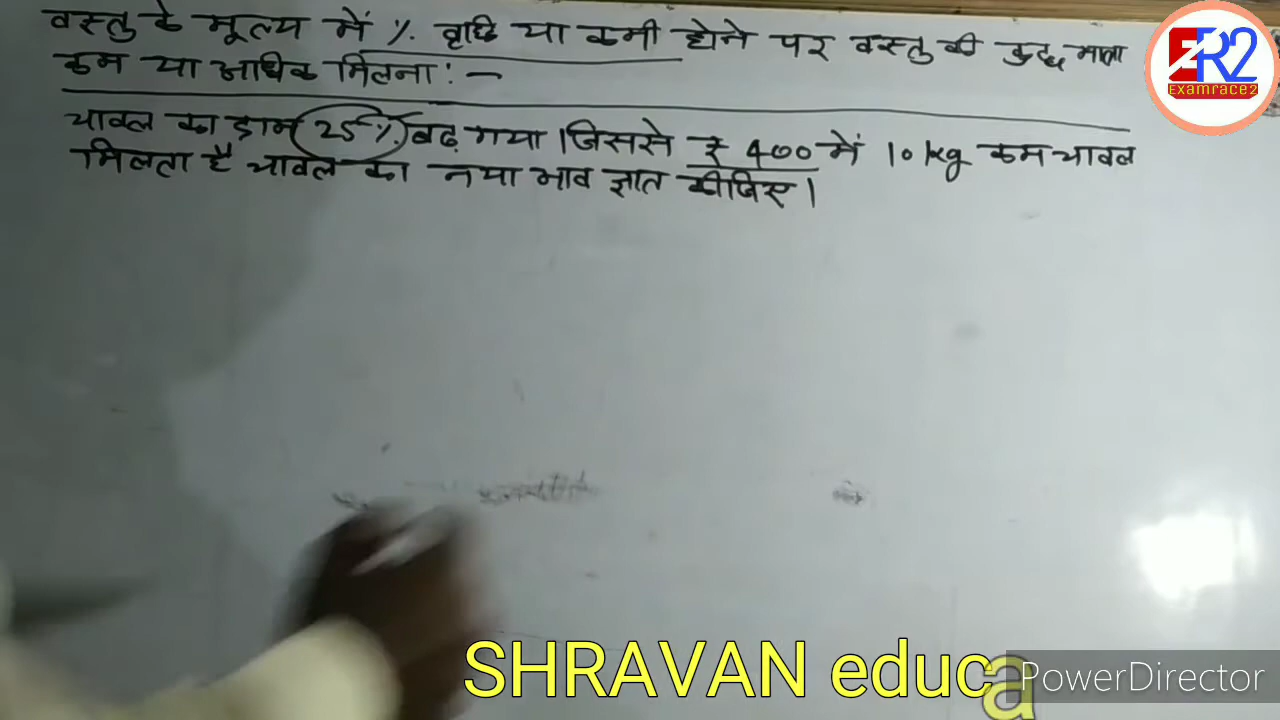 वस्तु के मूल्य में %. वृद्धि या कमी होने पर वस्तु की कुछ मात्रा
कम या अधिक मिलना :-
चावल का दाम 25% बढ़ गया । जिससे ₹ 400 में 10 kg कम चावल
मिलता है चावल का नया भाव ज्ञात कीजिए ।
ER2
Examrace2
SHRAVAN educa
PowerDirector